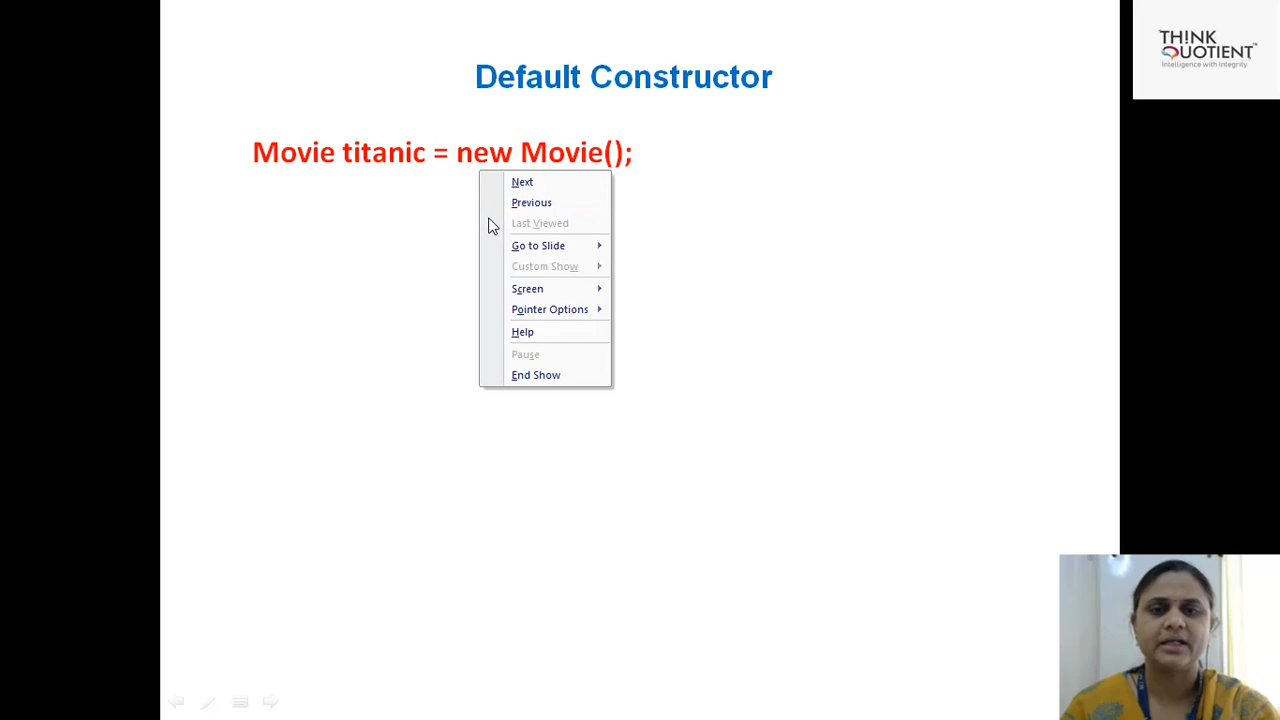 THINK
QUOTIENT™
Intelligence with Integrity
Default Constructor
Movie titanic = new Movie();
Next
Previous
Last Viewed
Go to Slide
Custom Show
Screen
Pointer Options
Help
Pause
End Show